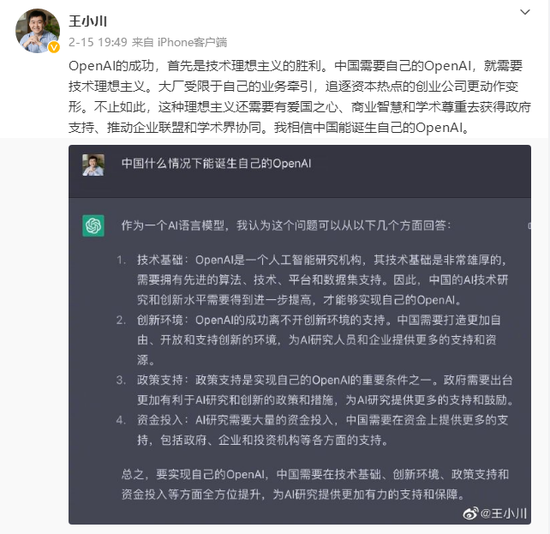 王小川
2-15 19:49 来自 iPhone客户端
OpenAI的成功，首先是技术理想主义的胜利。中国需要自己的OpenAI，就需要
技术理想主义。大厂受限于自己的业务牵引，追逐资本热点的创业公司更动作变
形。不止如此，这种理想主义还需要有爱国之心、商业智慧和学术尊重去获得政府
支持、推动企业联盟和学术界协同。我相信中国能诞生自己的OpenAI。
中国什么情况下能诞生自己的OpenAI
作为一个AI语言模型，我认为这个问题可以从以下几个方面回答：
1. 技术基础：OpenAI是一个人工智能研究机构，其技术基础是非常雄厚的，
需要拥有先进的算法、技术、平台和数据集支持。因此，中国的AI技术研
究和创新水平需要得到进一步提高，才能够实现自己的OpenAI。
2. 创新环境：OpenAI的成功离不开创新环境的支持。中国需要打造更加自
由、开放和支持创新的环境，为AI研究人员和企业提供更多的支持和资
源。
3. 政策支持：政策支持是实现自己的OpenAI的重要条件之一。政府需要出台
更加有利于AI研究和创新的政策和措施，为AI研究提供更多的支持和鼓励。
4. 资金投入：AI研究需要大量的资金投入，中国需要在资金上提供更多的支
持，包括政府、企业和投资机构等各方面的支持。
总之，要实现自己的OpenAI，中国需要在技术基础、创新环境、政策支持和
资金投入等方面全方位提升，为AI研究提供更加有力的支持和保障。
@王小川